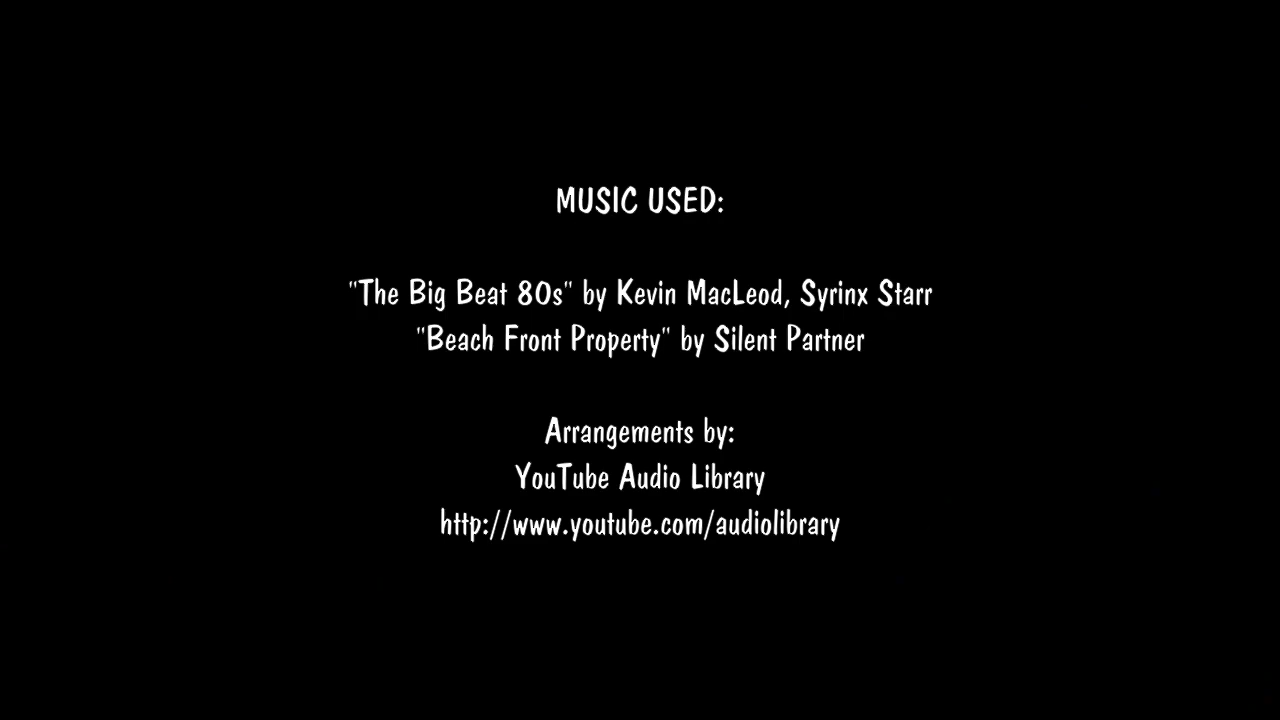 MUSIC USED:
"The Big Beat 80s" by Kevin MacLeod, Syrinx Starr
"Beach Front Property" by Silent Partner
Arrangements by:
YouTube Audio Library
http://www.youtube.com/audiolibrary